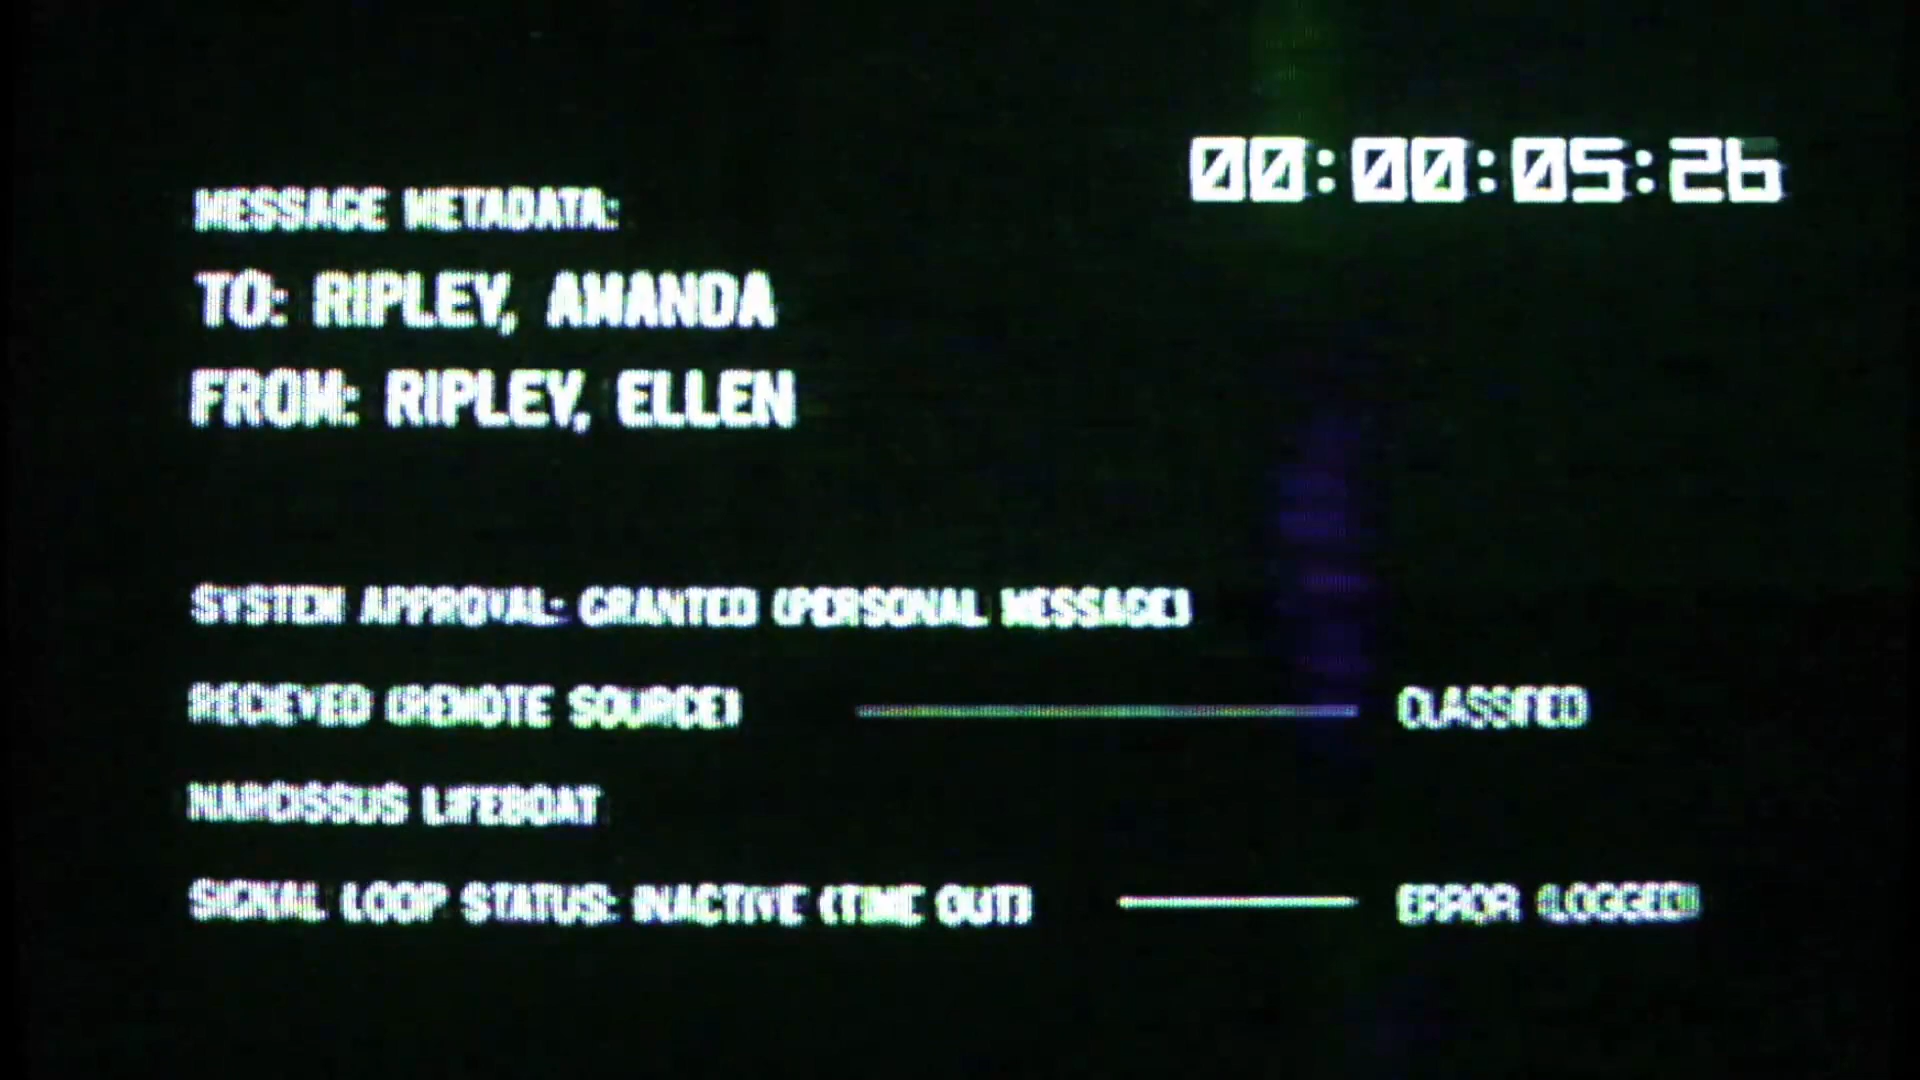 00:00:05:26
MESSAGE METADATA:
TO: RIPLEY, AMANDA
FROM: RIPLEY, ELLEN
SYSTEM APPROVAL: GRANTED (PERSONAL MESSAGE)
RECIEVED (REMOTE SOURCE) CLASSIFIED
NARCISSUS LIFEBOAT
SIGNAL LOOP STATUS: INACTIVE (TIME OUT) ERROR (LOGGED)